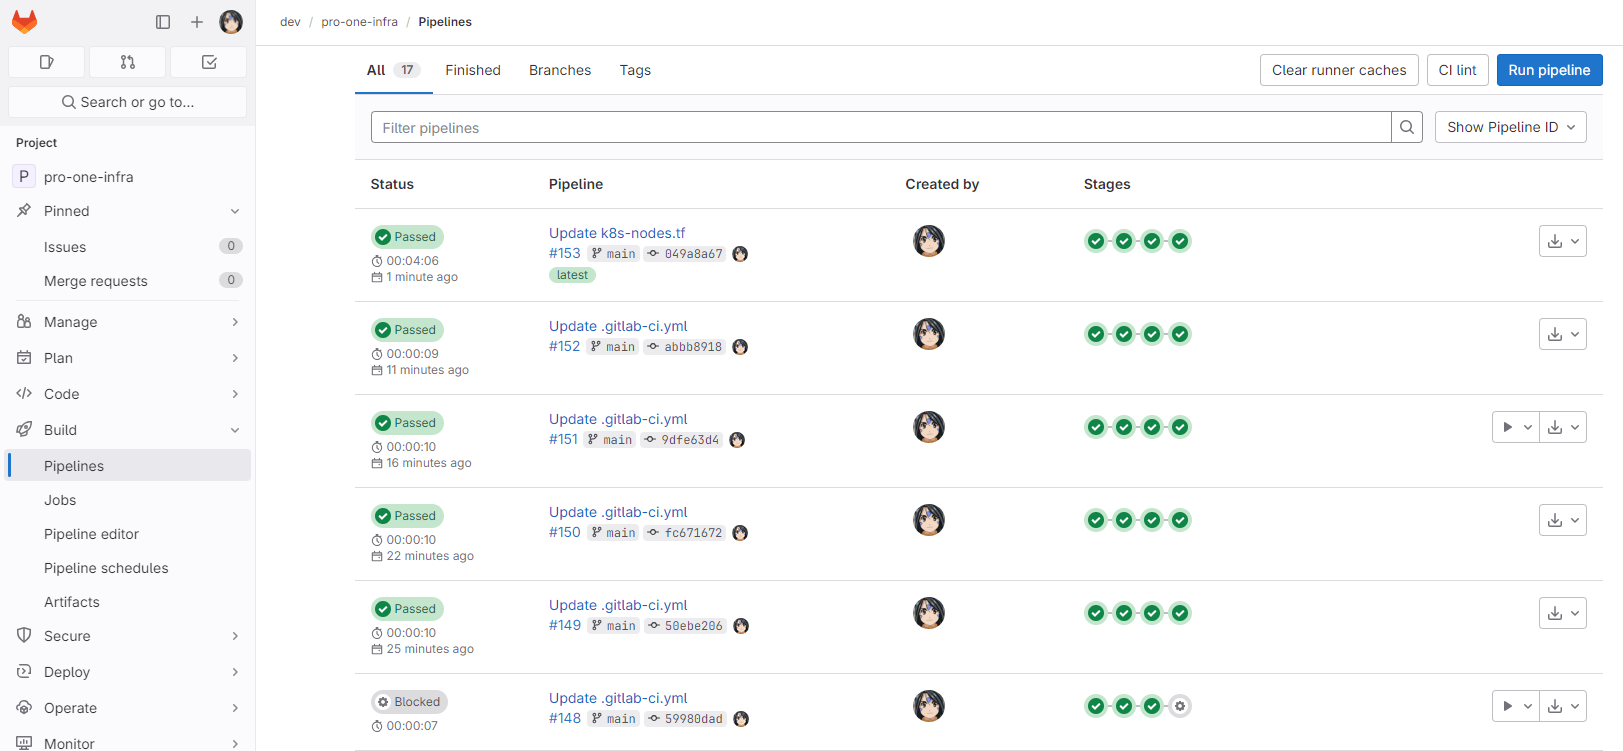 dev / pro-one-infra / Pipelines
Search or go to...
Project
P pro-one-infra
Pinned
Issues 0
Merge requests 0
Manage
Plan
Code
Build
Pipelines
Jobs
Pipeline editor
Pipeline schedules
Artifacts
Secure
Deploy
Operate
Monitor
All 17 Finished Branches Tags
Clear runner caches CI lint Run pipeline
Filter pipelines
Show Pipeline ID
Status Pipeline Created by Stages
Passed
00:04:06
1 minute ago
Update k8s-nodes.tf
#153 main 049a8a67
latest
Passed
00:00:09
11 minutes ago
Update .gitlab-ci.yml
#152 main abbb8918
Passed
00:00:10
16 minutes ago
Update .gitlab-ci.yml
#151 main 9dfe63d4
Passed
00:00:10
22 minutes ago
Update .gitlab-ci.yml
#150 main fc671672
Passed
00:00:10
25 minutes ago
Update .gitlab-ci.yml
#149 main 50ebe206
Blocked
00:00:07
Update .gitlab-ci.yml
#148 main 59980dad